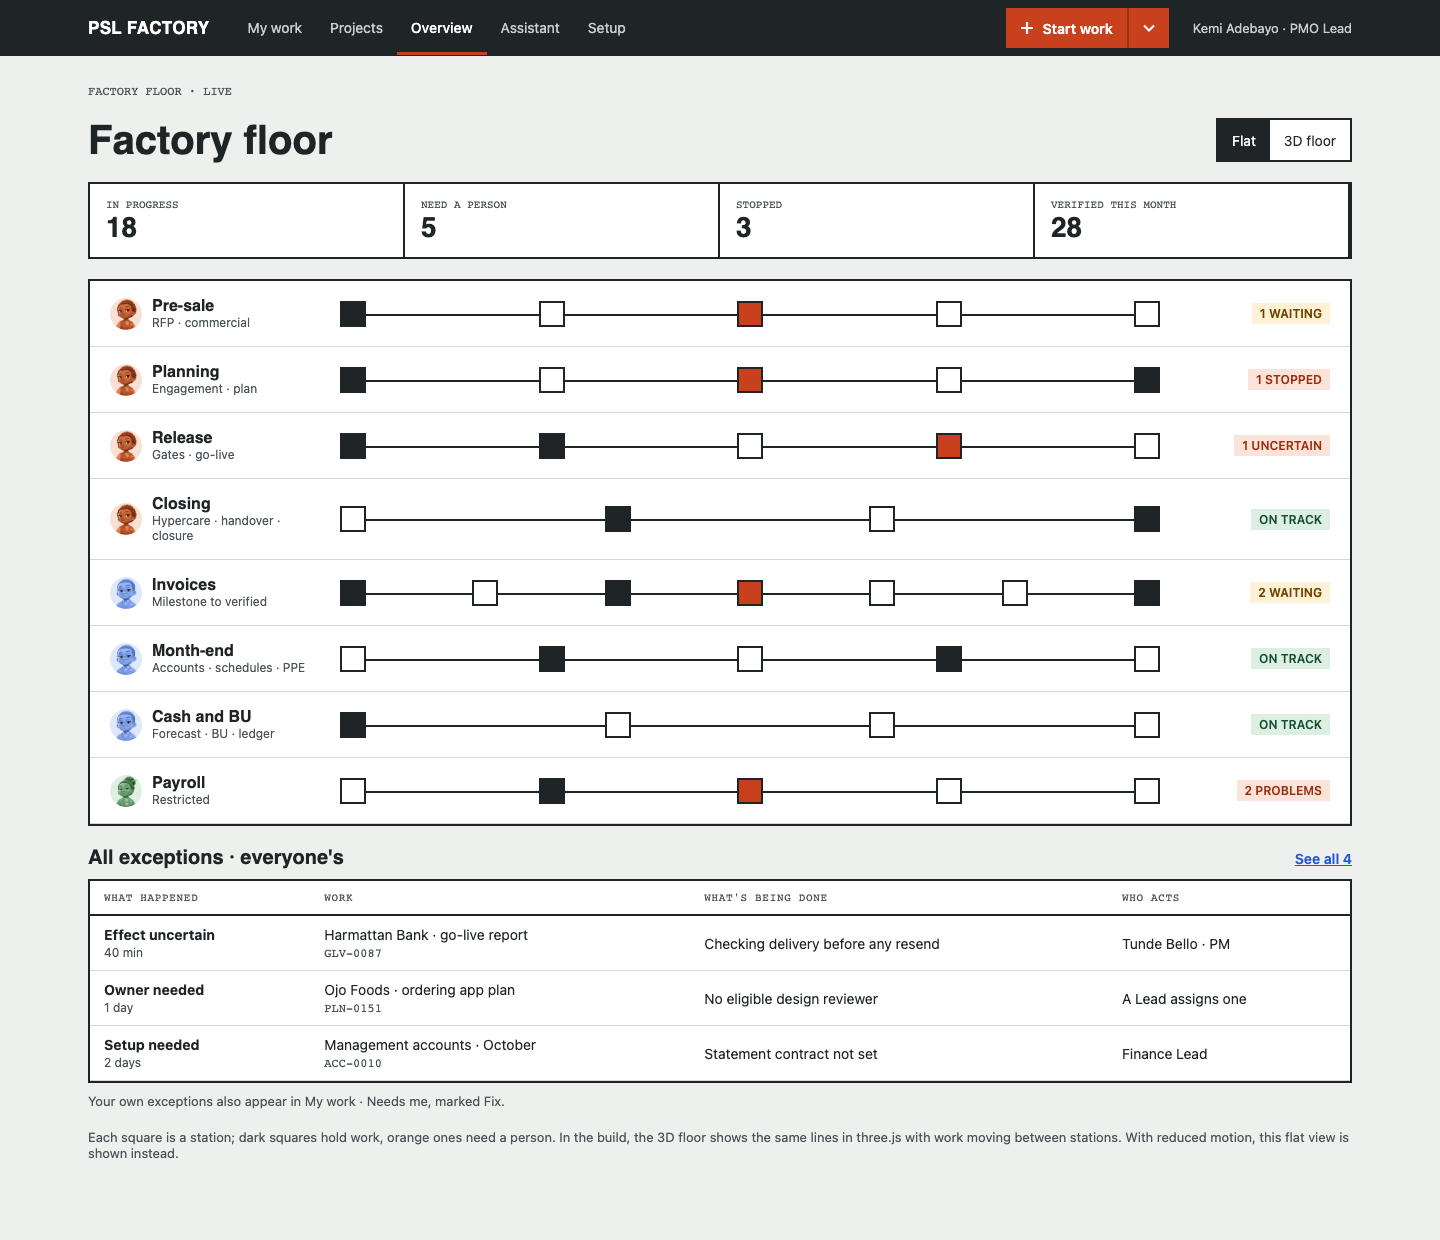 PSL FACTORY
My work
Projects
Overview
Assistant
Setup
+ Start work
Kemi Adebayo · PMO Lead
FACTORY FLOOR · LIVE
Factory floor
Flat
3D floor
IN PROGRESS
18
NEED A PERSON
5
STOPPED
3
VERIFIED THIS MONTH
28
Pre-sale
RFP · commercial
1 WAITING
Planning
Engagement · plan
1 STOPPED
Release
Gates · go-live
1 UNCERTAIN
Closing
Hypercare · handover ·
closure
ON TRACK
Invoices
Milestone to verified
2 WAITING
Month-end
Accounts · schedules · PPE
ON TRACK
Cash and BU
Forecast · BU · ledger
ON TRACK
Payroll
Restricted
2 PROBLEMS
All exceptions · everyone's
See all 4
WHAT HAPPENED
WORK
WHAT'S BEING DONE
WHO ACTS
Effect uncertain
40 min
Harmattan Bank · go-live report
GLV-0087
Checking delivery before any resend
Tunde Bello · PM
Owner needed
1 day
Ojo Foods · ordering app plan
PLN-0151
No eligible design reviewer
A Lead assigns one
Setup needed
2 days
Management accounts · October
ACC-0010
Statement contract not set
Finance Lead
Your own exceptions also appear in My work · Needs me, marked Fix.
Each square is a station; dark squares hold work, orange ones need a person. In the build, the 3D floor shows the same lines in three.js with work moving between stations. With reduced motion, this flat view is
shown instead.